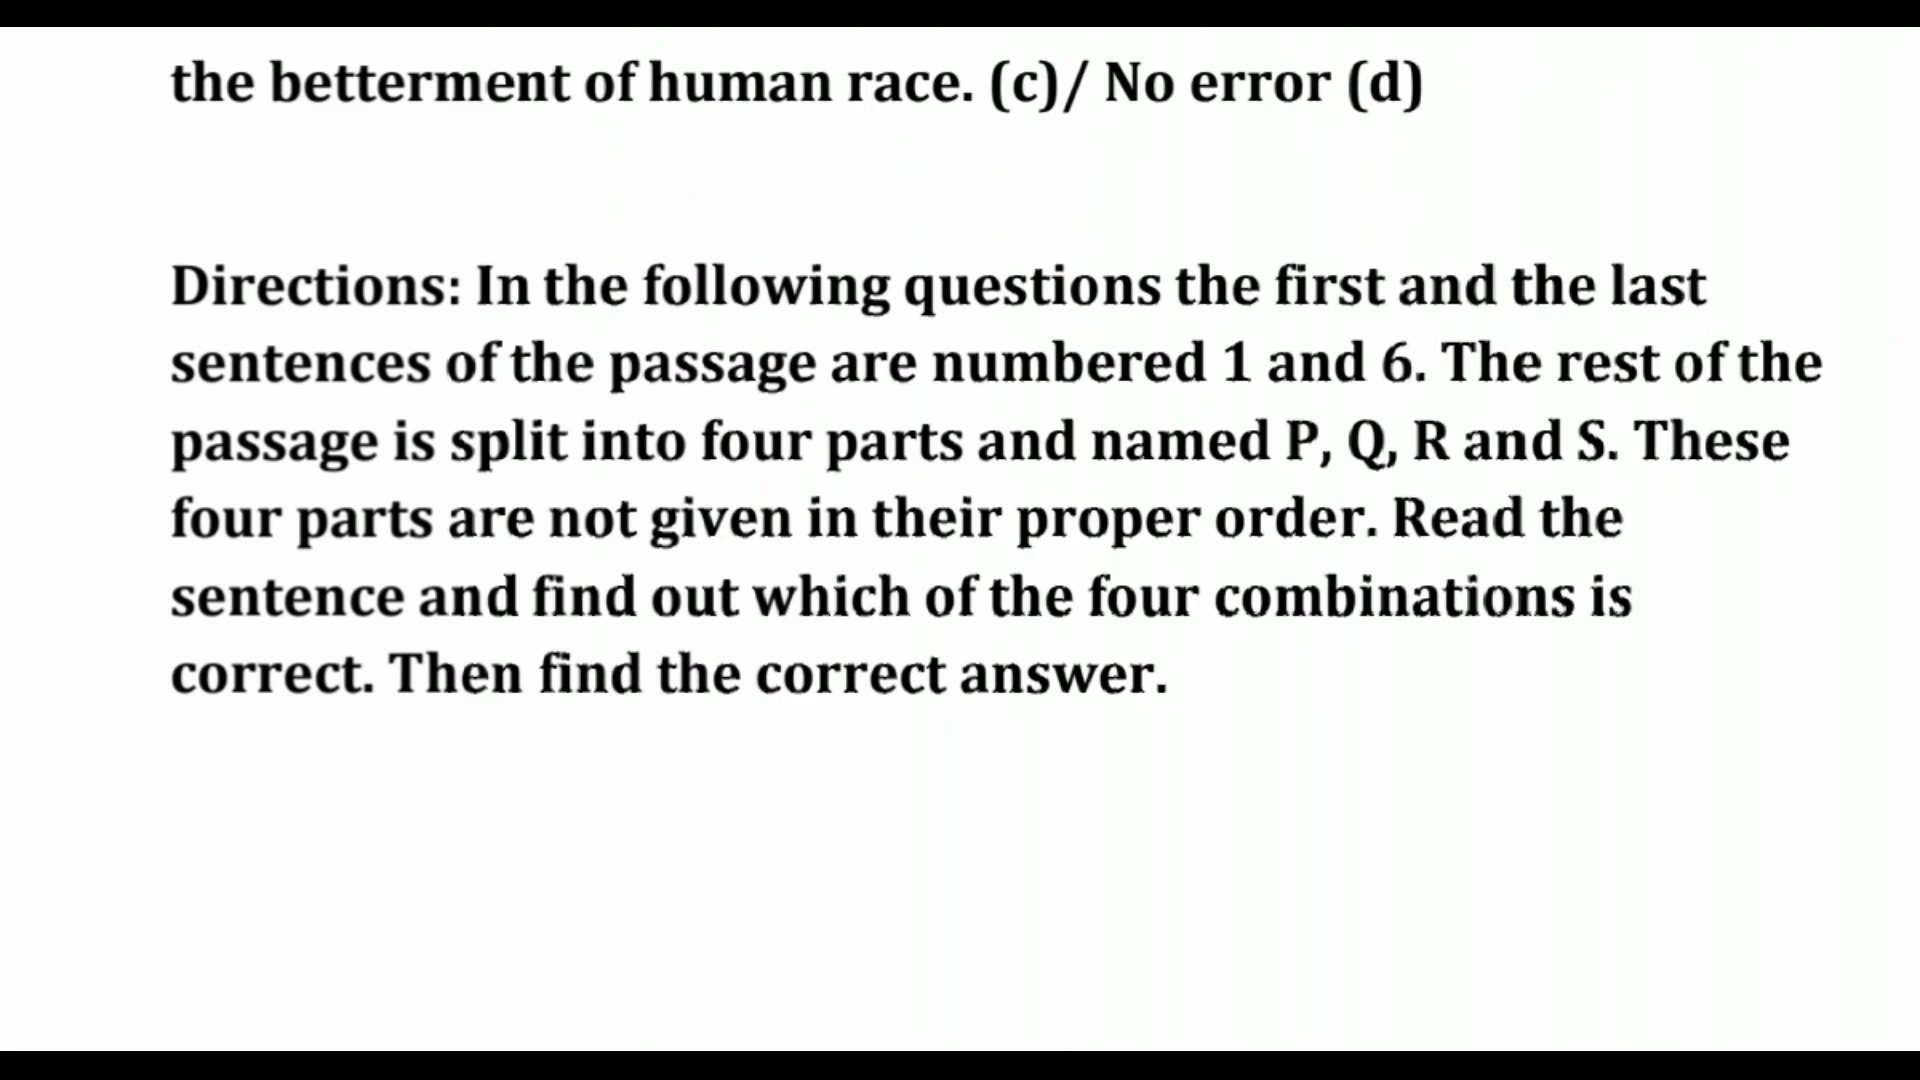 the betterment of human race. (c)/ No error (d)
Directions: In the following questions the first and the last
sentences of the passage are numbered 1 and 6. The rest of the
passage is split into four parts and named P, Q, R and S. These
four parts are not given in their proper order. Read the
sentence and find out which of the four combinations is
correct. Then find the correct answer.